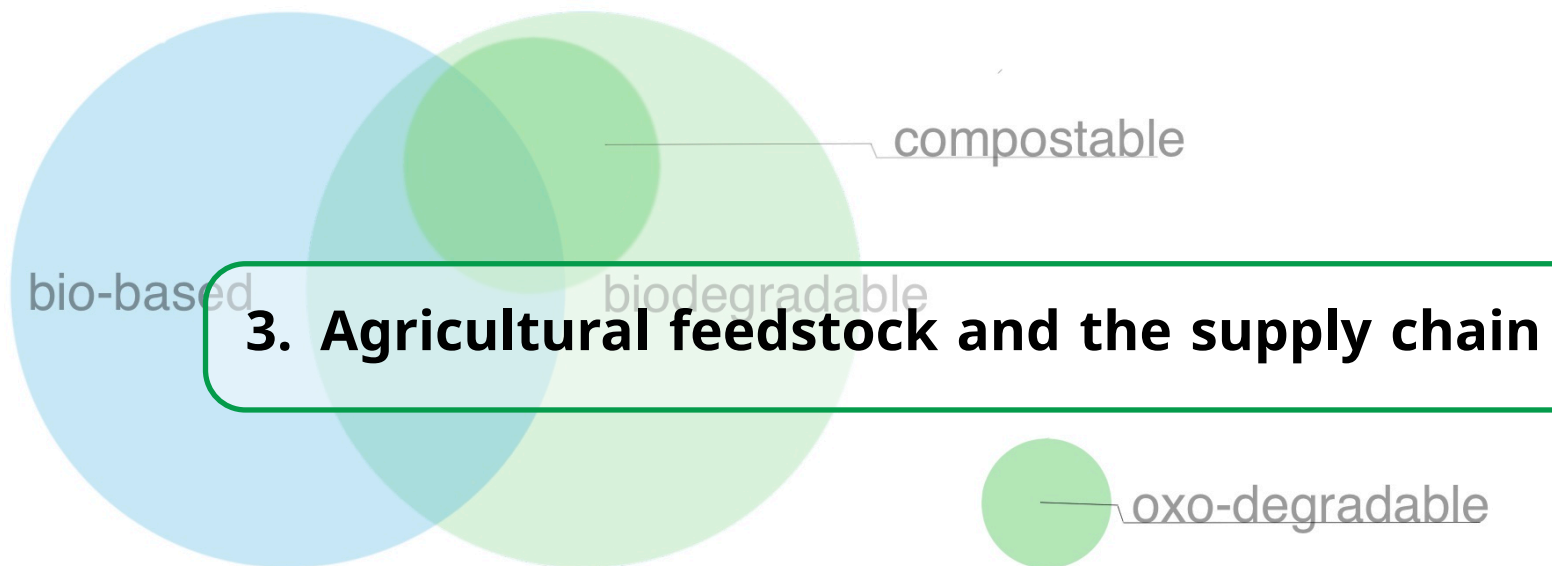 compostable
bio-based
biodegradable
3. Agricultural feedstock and the supply chain
oxo-degradable